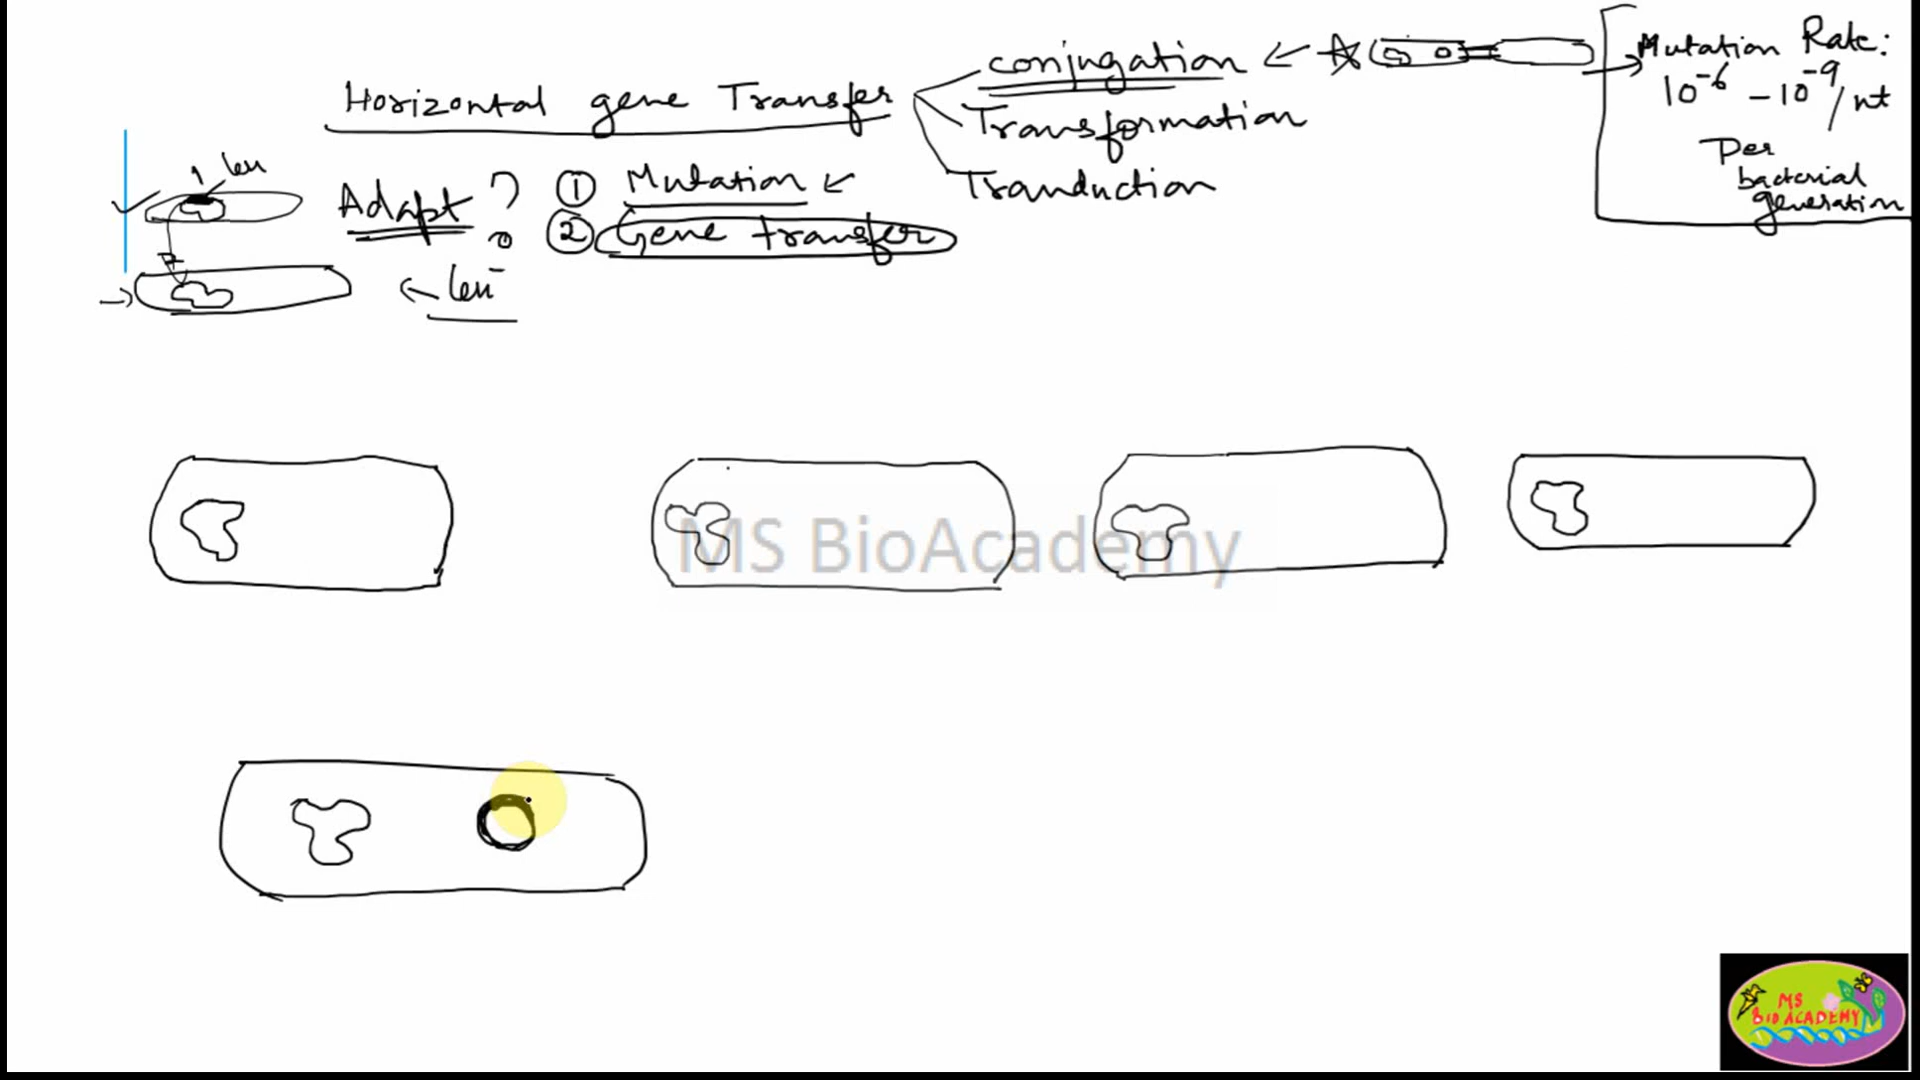 Horizontal gene Transfer
conjugation
Transformation
Tranduction
Mutation Rate:
10-6 - 10-9/nt
Per
bacterial
generation
leu
Adapt ?
① Mutation
② Gene transfer
leu-
MS BioAcademy
MS
BIO ACADEMY